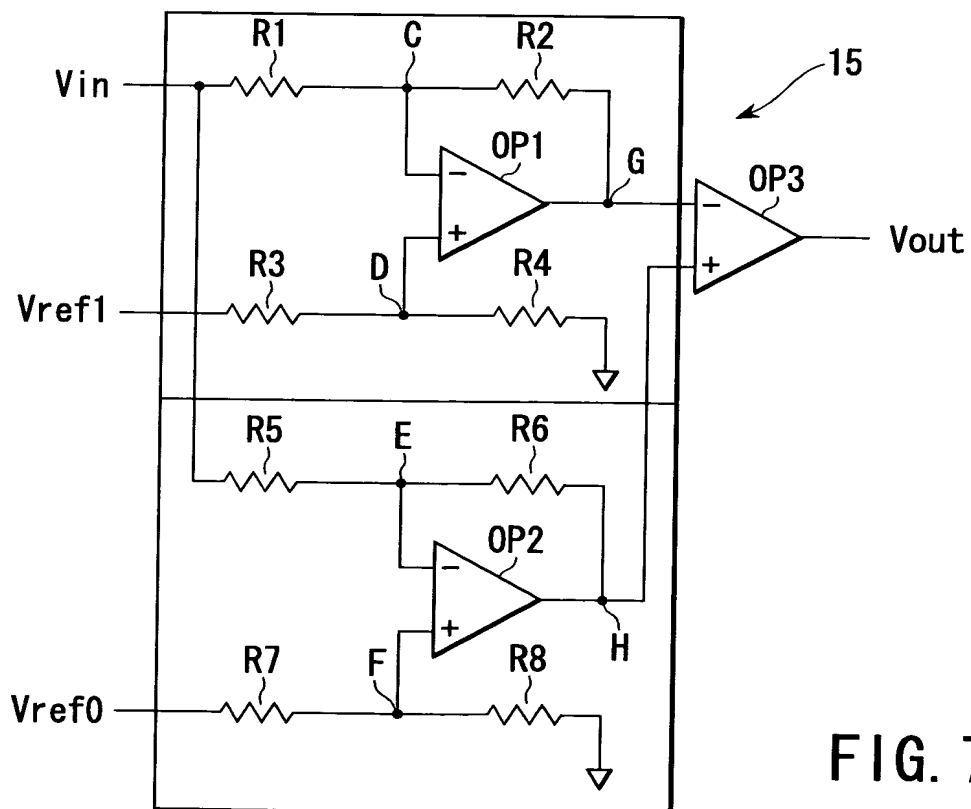 R1
C
R2
15
Vin
OP1
G
OP3
−
−
+
+
Vout
R3
D
R4
Vref1
R5
E
R6
OP2
−
+
H
R7
F
R8
Vref0
FIG. 7